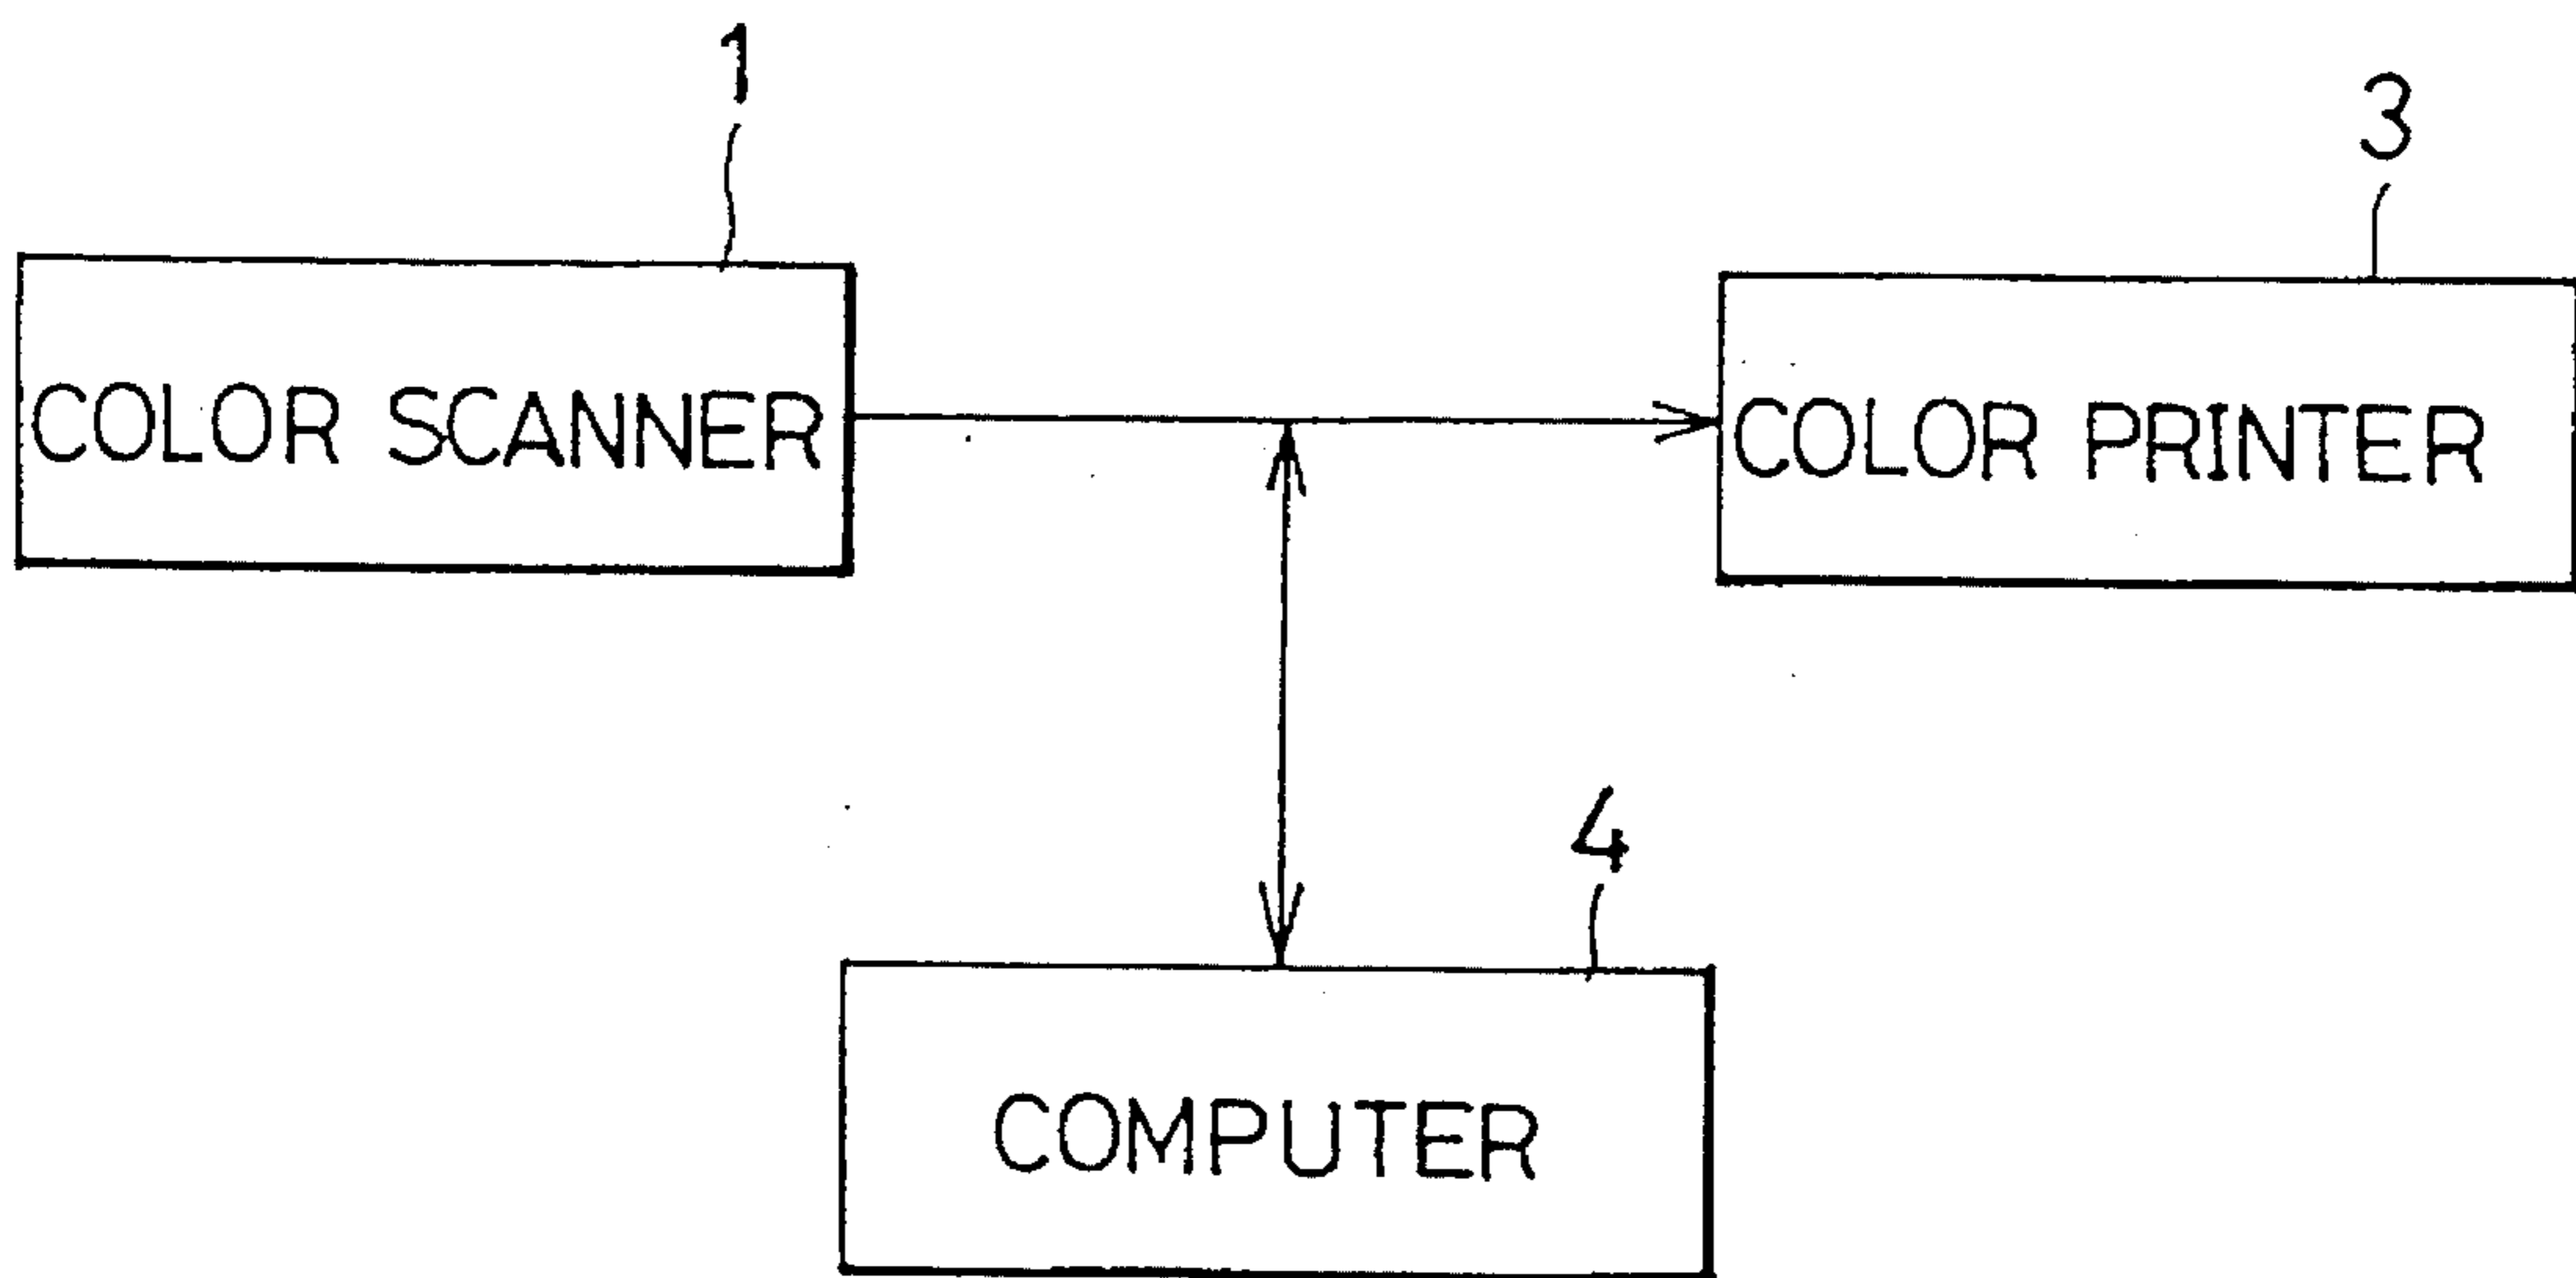 1
3
COLOR SCANNER
COLOR PRINTER
4
COMPUTER